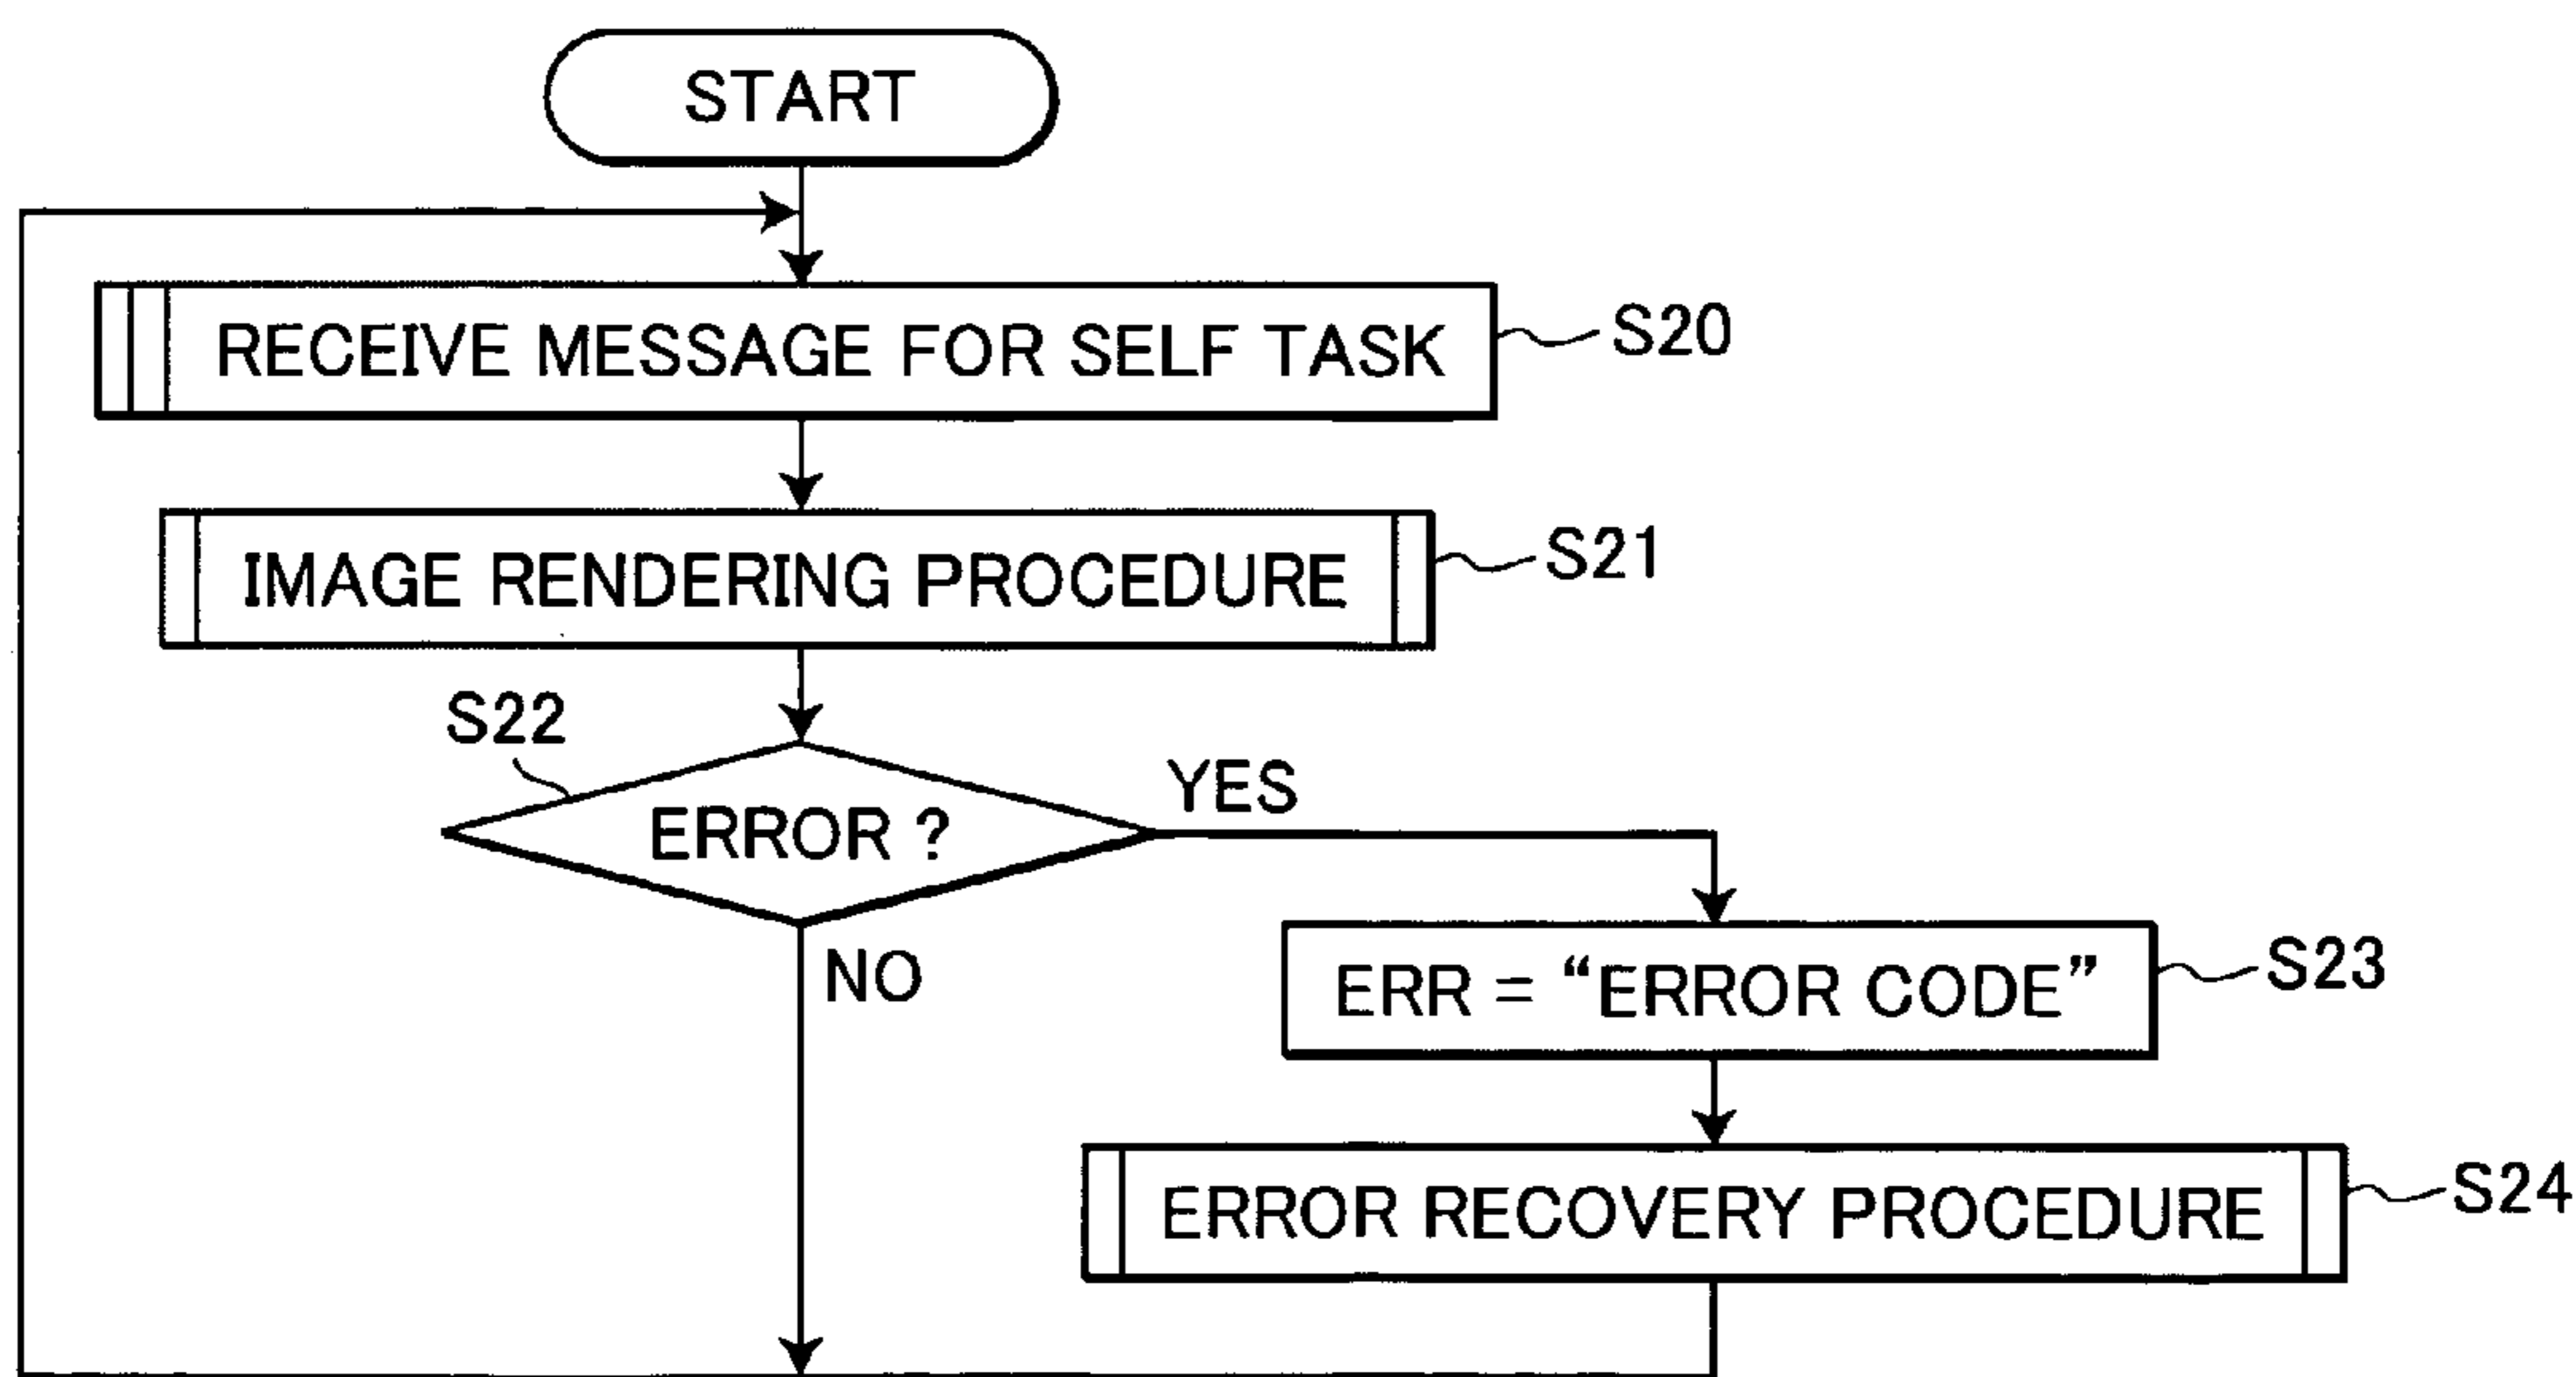 START
RECEIVE MESSAGE FOR SELF TASK
S20
IMAGE RENDERING PROCEDURE
S21
S22
ERROR ?
YES
NO
ERR = “ERROR CODE”
S23
ERROR RECOVERY PROCEDURE
S24